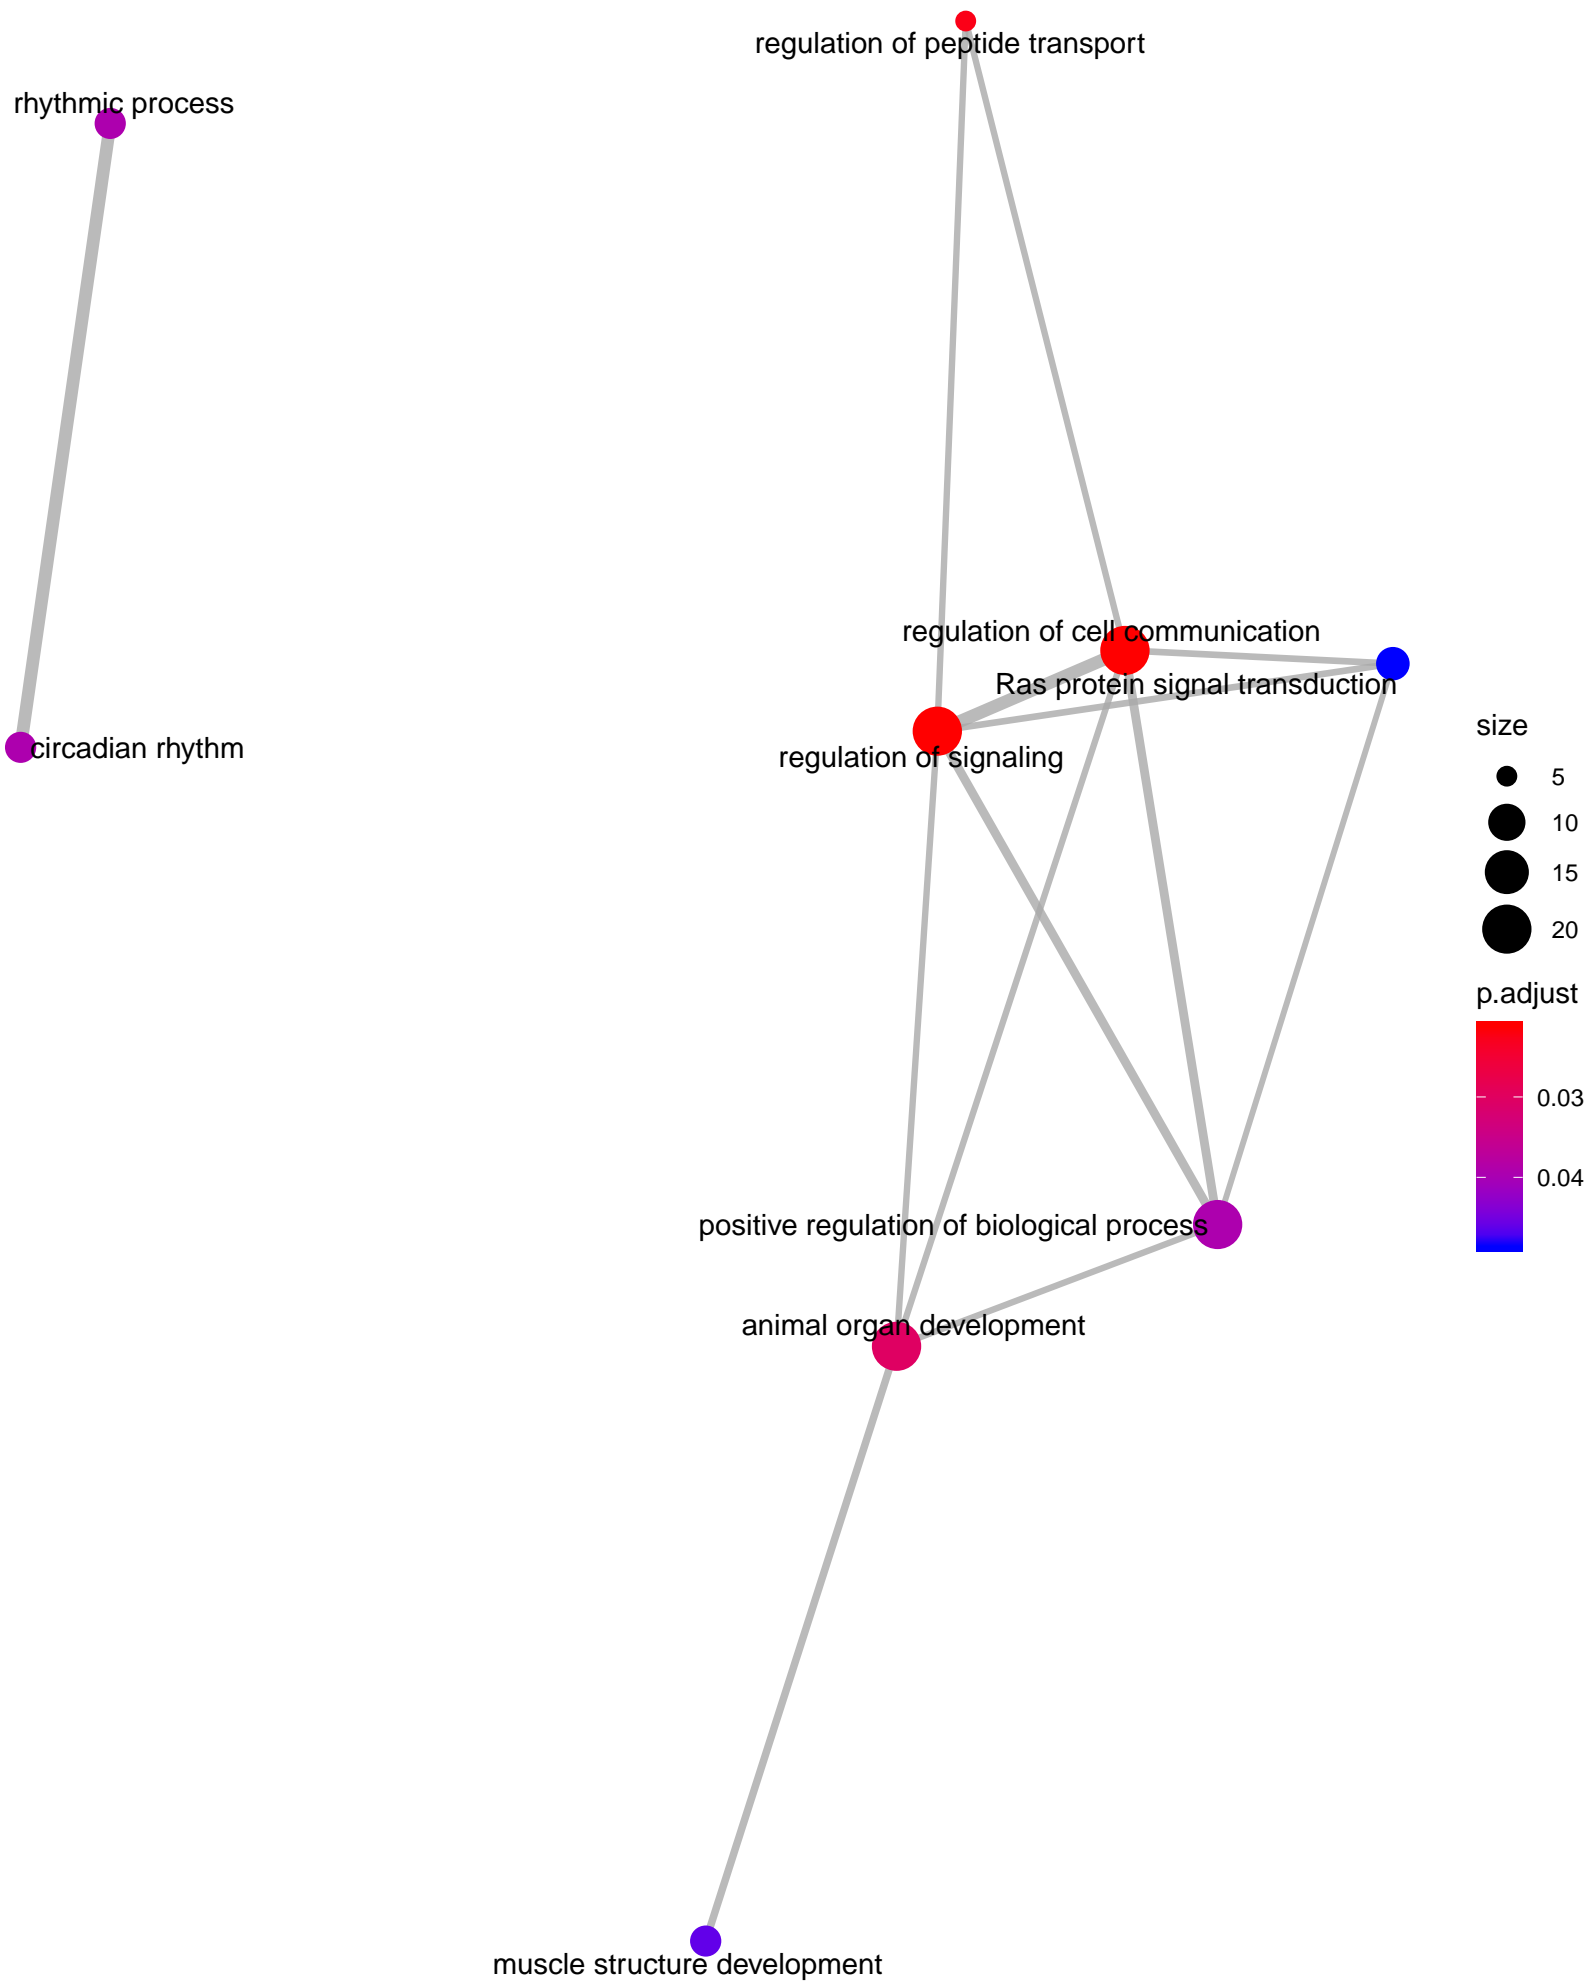 regulation of peptide transport
rhythmic process
regulation of cell communication
Ras protein signal transduction
circadian rhythm
regulation of signaling
size
5
10
15
20
p.adjust
0.03
0.04
positive regulation of biological process
animal organ development
muscle structure development